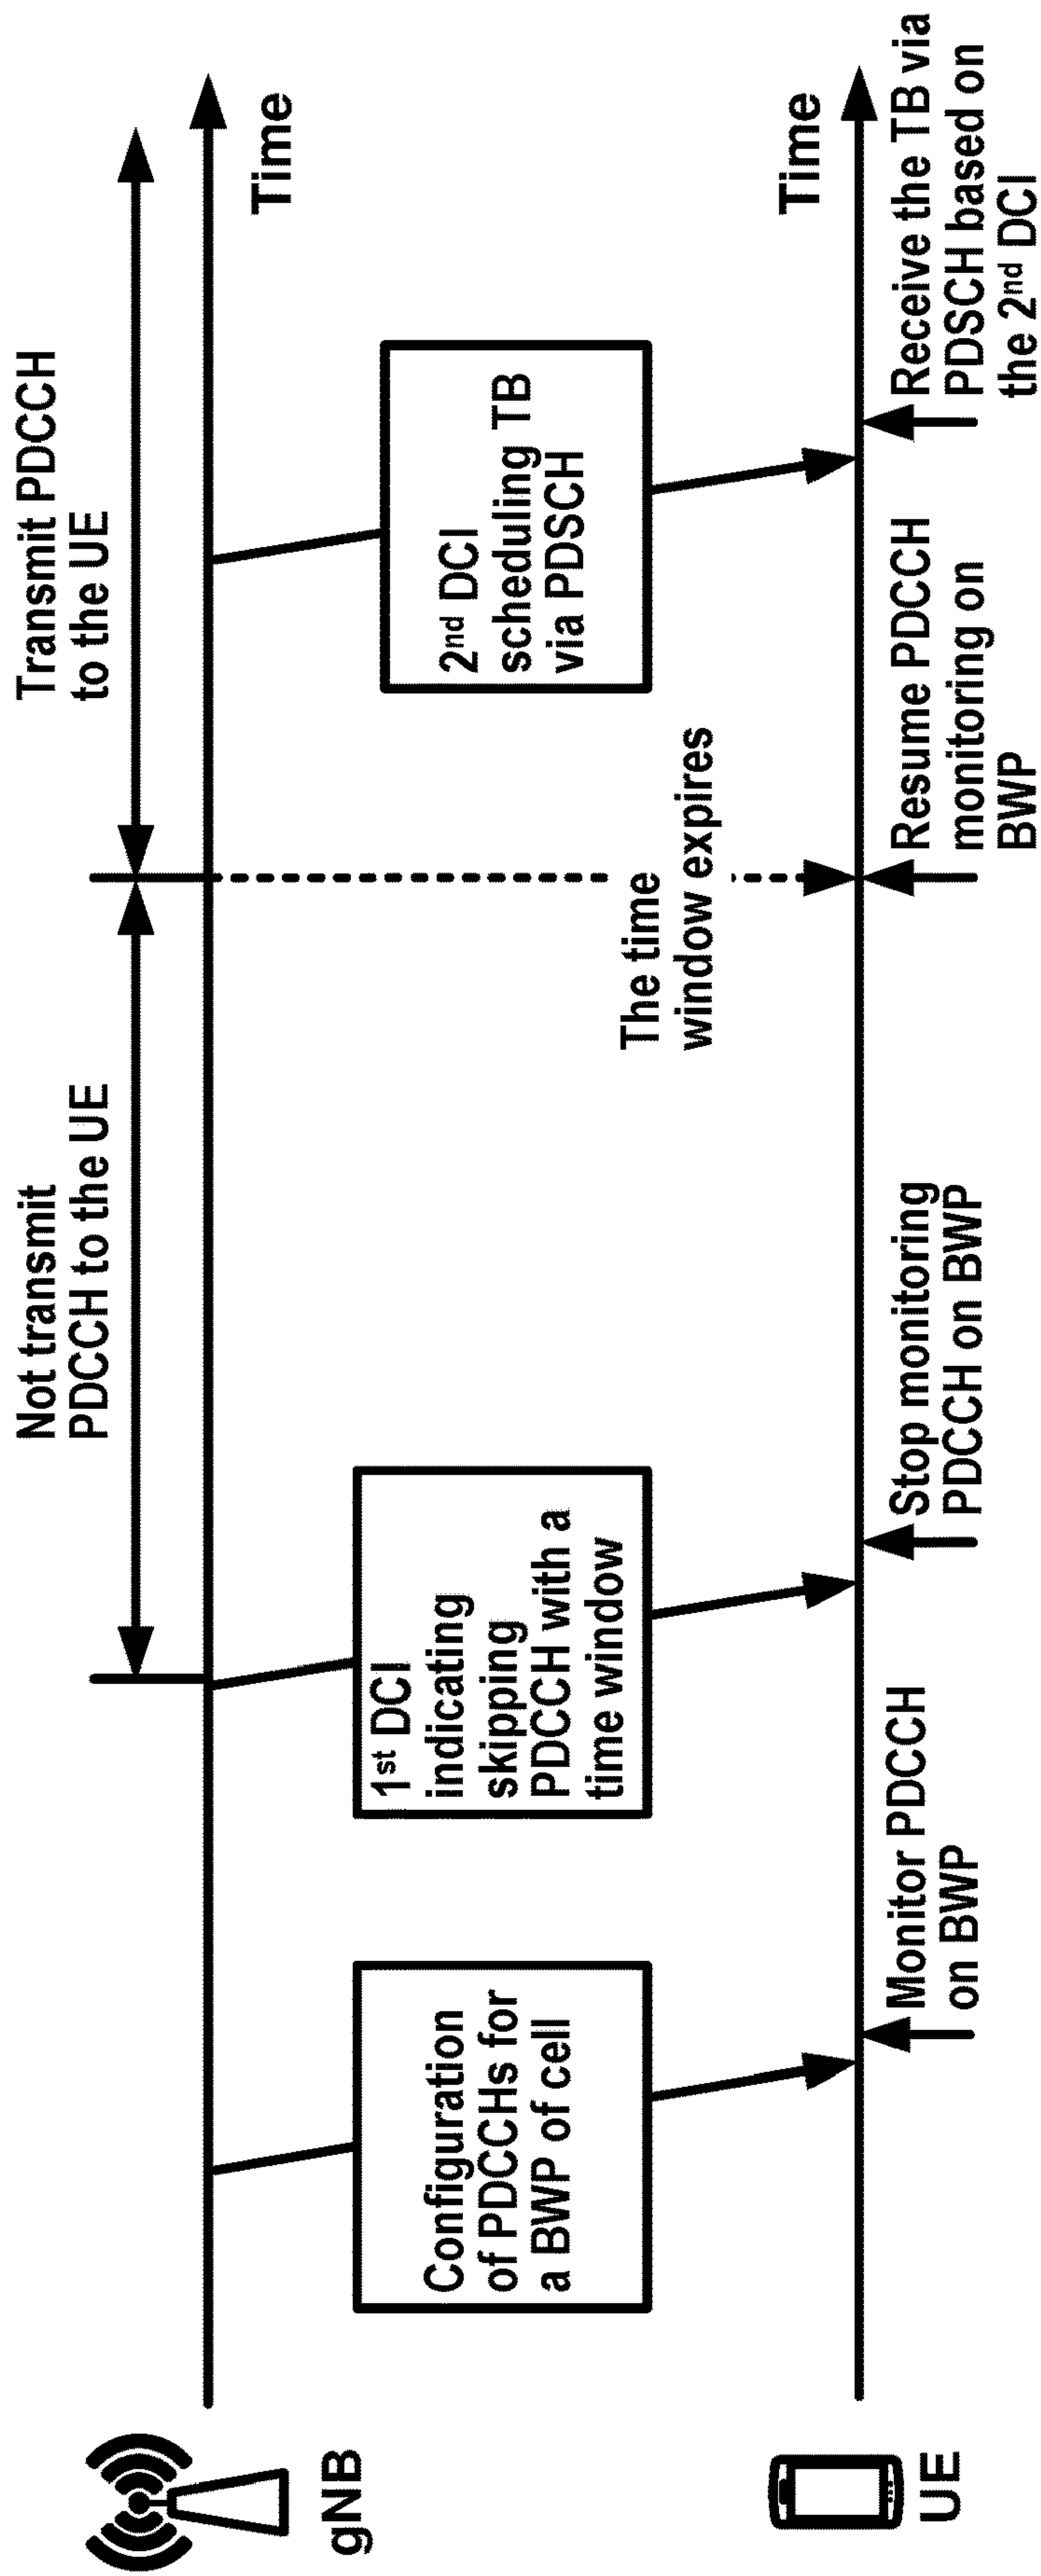 Not transmit
PDCCH to the UE
Transmit PDCCH
to the UE
gNB
Time
Configuration
of PDCCHs for
a BWP of cell
1st DCI
indicating
skipping
PDCCH with a
time window
2nd DCI
scheduling TB
via PDSCH
The time
window expires
Time
UE
Monitor PDCCH
on BWP
Stop monitoring
PDCCH on BWP
Resume PDCCH
monitoring on
BWP
Receive the TB via
PDSCH based on
the 2nd DCI